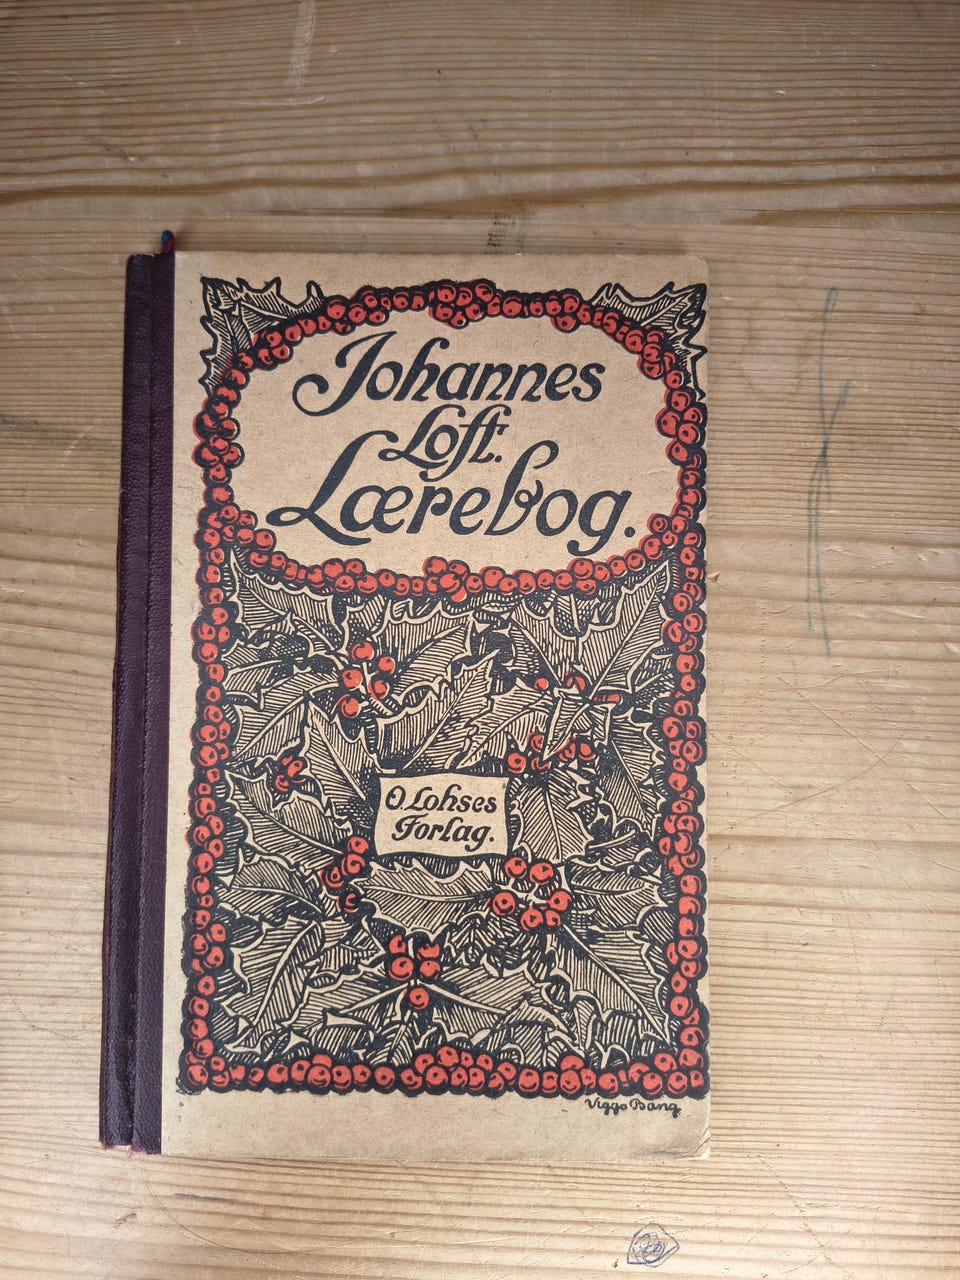 Johannes
Loft.
Lærebog.
O. Lohses
Forlag.
Viggo Bang